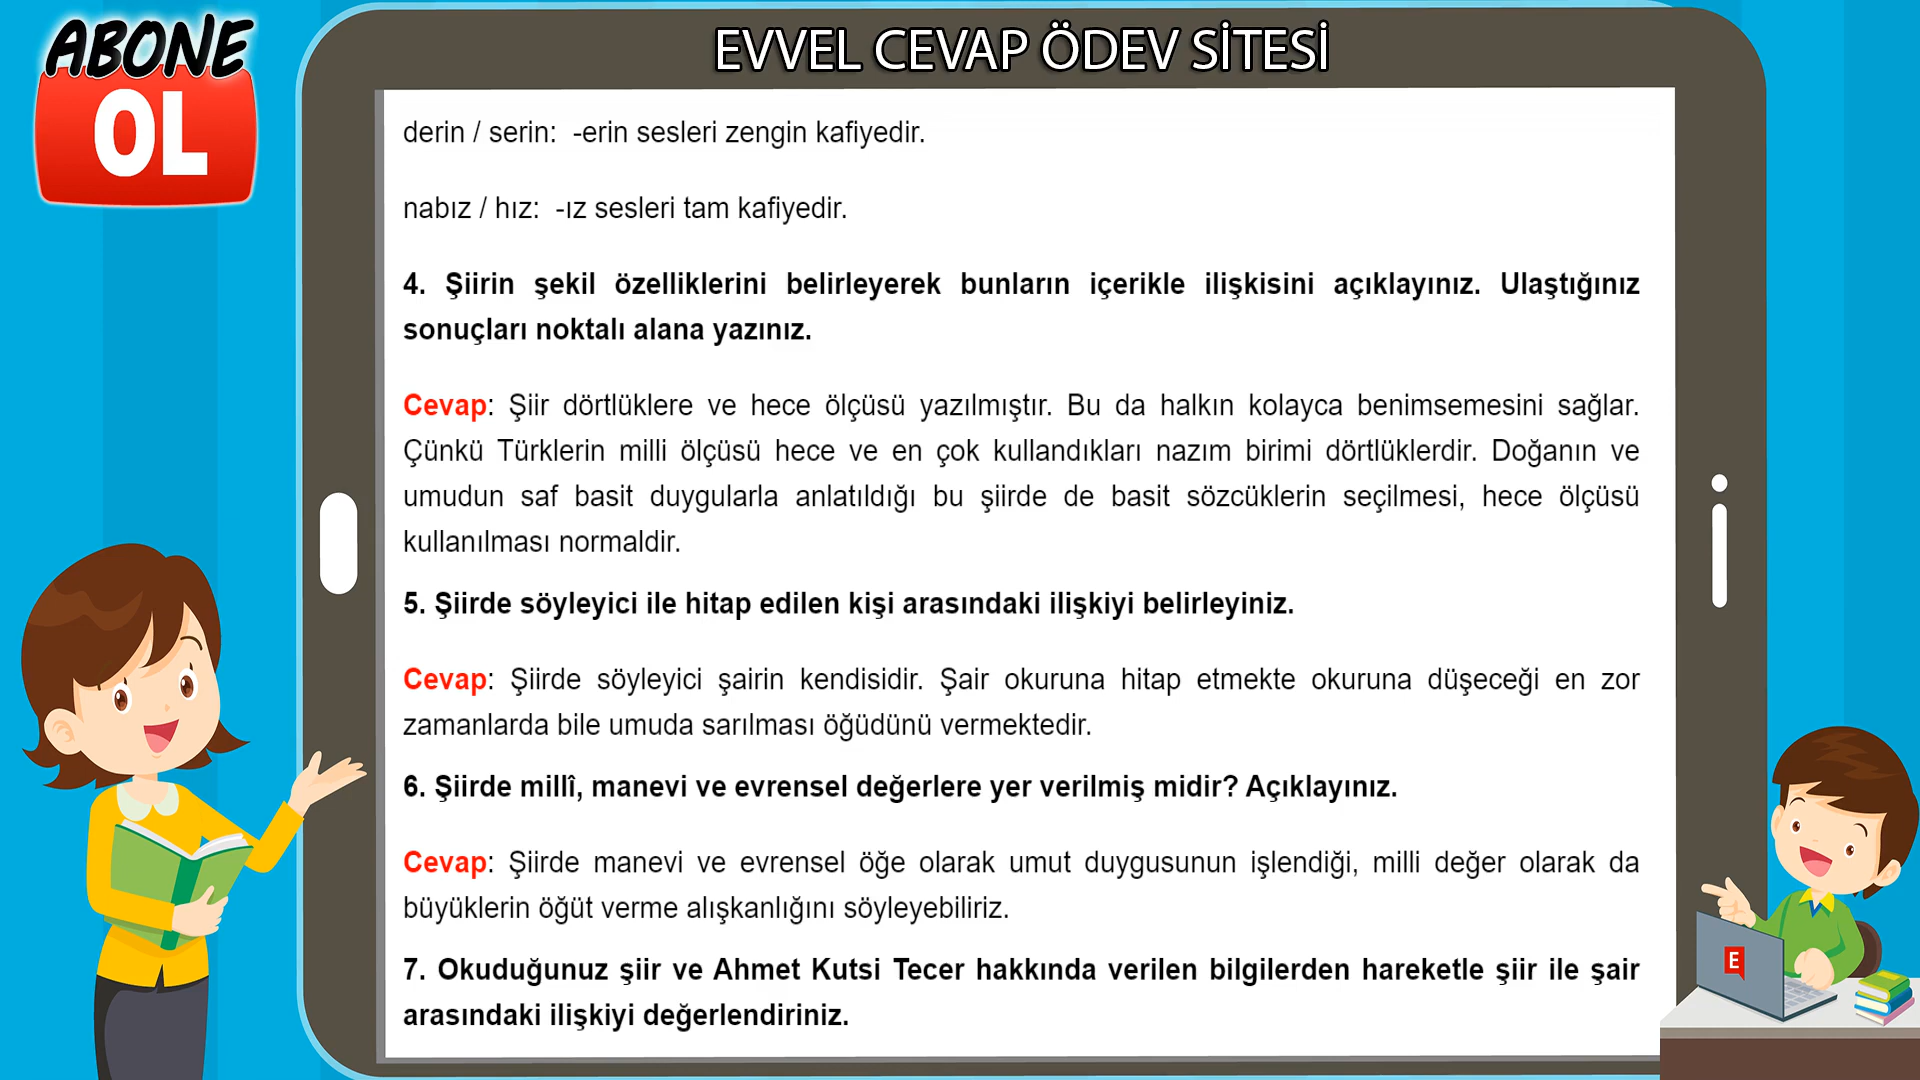 ABONE
OL
EVVEL CEVAP ÖDEV SİTESİ
derin / serin:  -erin sesleri zengin kafiyedir.
nabız / hız:  -ız sesleri tam kafiyedir.
4. Şiirin şekil özelliklerini belirleyerek bunların içerikle ilişkisini açıklayınız. Ulaştığınız
sonuçları noktalı alana yazınız.
Cevap: Şiir dörtlüklere ve hece ölçüsü yazılmıştır. Bu da halkın kolayca benimsemesini sağlar.
Çünkü Türklerin milli ölçüsü hece ve en çok kullandıkları nazım birimi dörtlüklerdir. Doğanın ve
umudun saf basit duygularla anlatıldığı bu şiirde de basit sözcüklerin seçilmesi, hece ölçüsü
kullanılması normaldir.
5. Şiirde söyleyici ile hitap edilen kişi arasındaki ilişkiyi belirleyiniz.
Cevap: Şiirde söyleyici şairin kendisidir. Şair okuruna hitap etmekte okuruna düşeceği en zor
zamanlarda bile umuda sarılması öğüdünü vermektedir.
6. Şiirde millî, manevi ve evrensel değerlere yer verilmiş midir? Açıklayınız.
Cevap: Şiirde manevi ve evrensel öğe olarak umut duygusunun işlendiği, milli değer olarak da
büyüklerin öğüt verme alışkanlığını söyleyebiliriz.
7. Okuduğunuz şiir ve Ahmet Kutsi Tecer hakkında verilen bilgilerden hareketle şiir ile şair
arasındaki ilişkiyi değerlendiriniz.
E